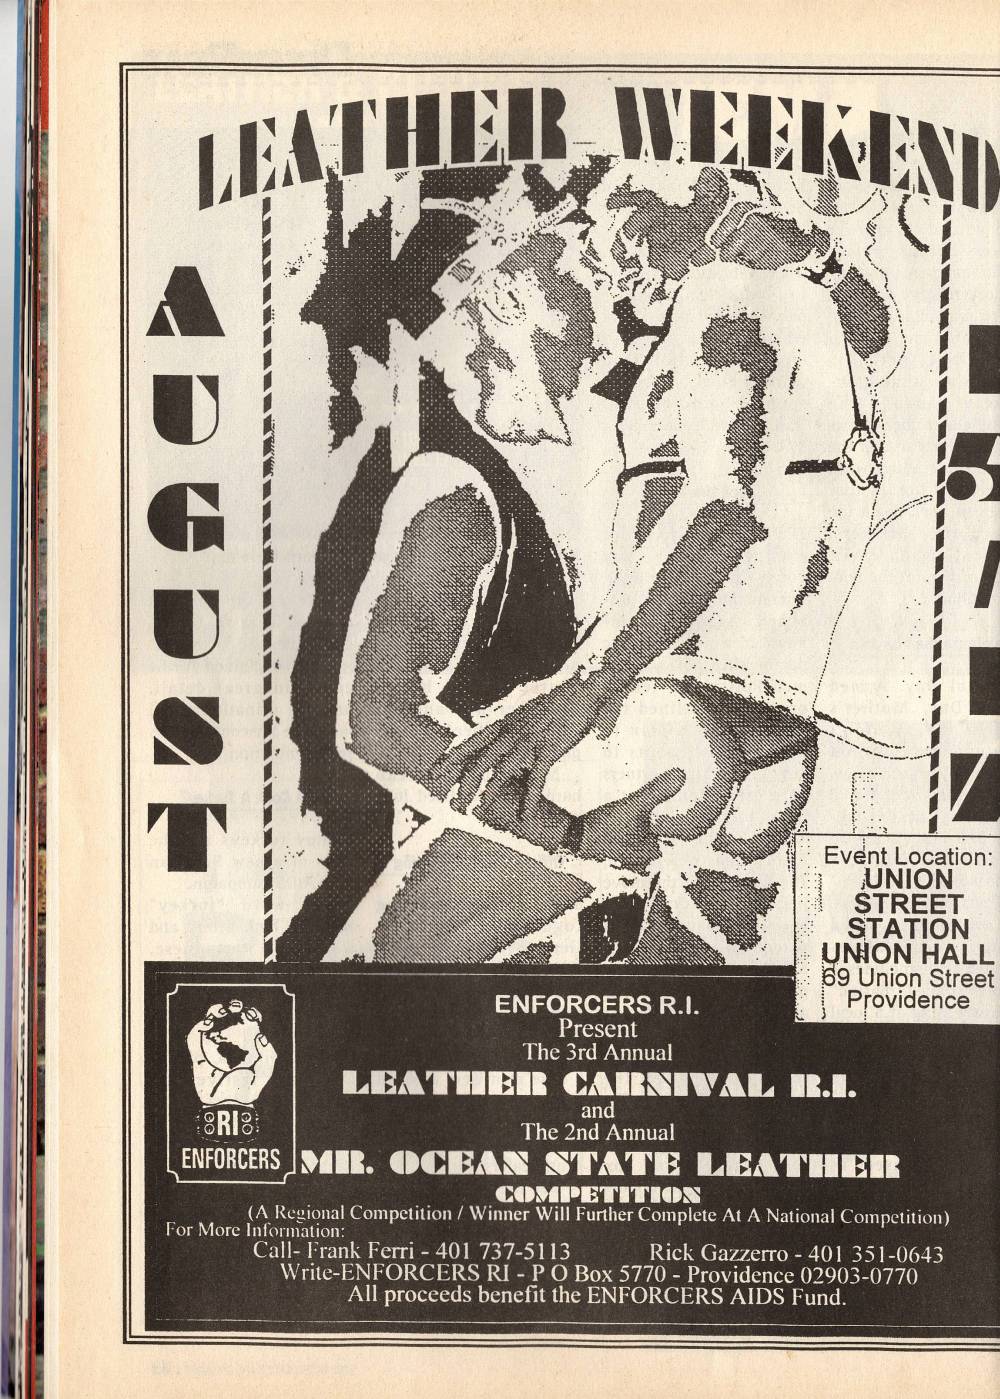 LEATHER WEEKEND
AUGUST
5
Event Location:
UNION
STREET
STATION
UNION HALL
69 Union Street
Providence
ENFORCERS R.I.
Present
The 3rd Annual
LEATHER CARNIVAL R.I.
and
The 2nd Annual
MR. OCEAN STATE LEATHER
COMPETITION
(A Regional Competition / Winner Will Further Complete At A National Competition)
For More Information:
Call- Frank Ferri - 401 737-5113 Rick Gazzerro - 401 351-0643
Write-ENFORCERS RI - P O Box 5770 - Providence 02903-0770
All proceeds benefit the ENFORCERS AIDS Fund.
RI
ENFORCERS